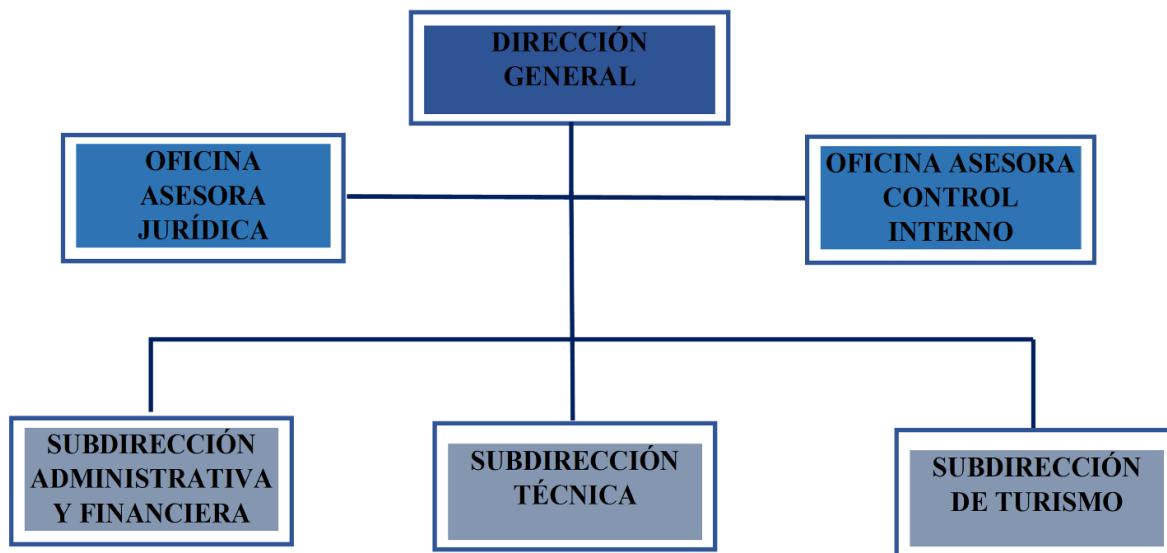 DIRECCIÓN
GENERAL
OFICINA
ASESORA
JURÍDICA
OFICINA ASESORA
CONTROL
INTERNO
SUBDIRECCIÓN
ADMINISTRATIVA
Y FINANCIERA
SUBDIRECCIÓN
TÉCNICA
SUBDIRECCIÓN
DE TURISMO